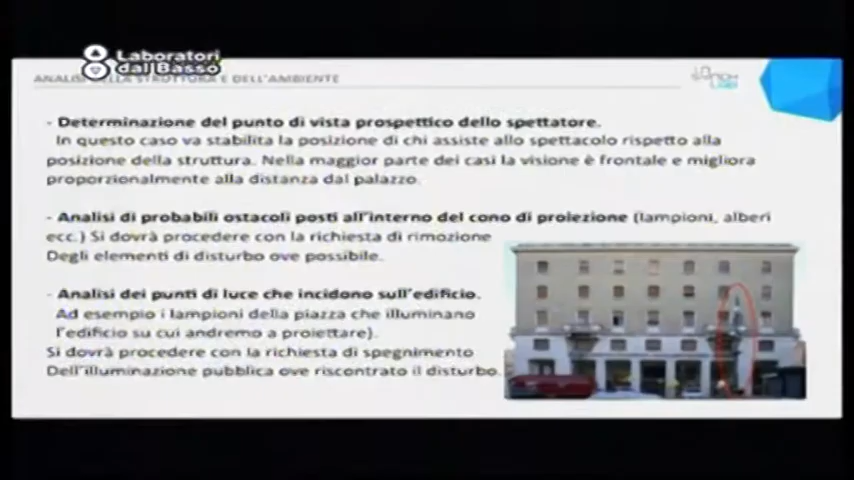 Laboratori
dal Basso
ANALISI DELLA STRUTTURA E DELL'AMBIENTE
- Determinazione del punto di vista prospettico dello spettatore.
In questo caso va stabilita la posizione di chi assiste allo spettacolo rispetto alla
posizione della struttura. Nella maggior parte dei casi la visione è frontale e migliora
proporzionalmente alla distanza dal palazzo.
- Analisi di probabili ostacoli posti all'interno del cono di proiezione (lampioni, alberi
ecc.) Si dovrà procedere con la richiesta di rimozione
Degli elementi di disturbo ove possibile.
- Analisi dei punti di luce che incidono sull'edificio.
Ad esempio i lampioni della piazza che illuminano
l'edificio su cui andremo a proiettare).
Si dovrà procedere con la richiesta di spegnimento
Dell'illuminazione pubblica ove riscontrato il disturbo.